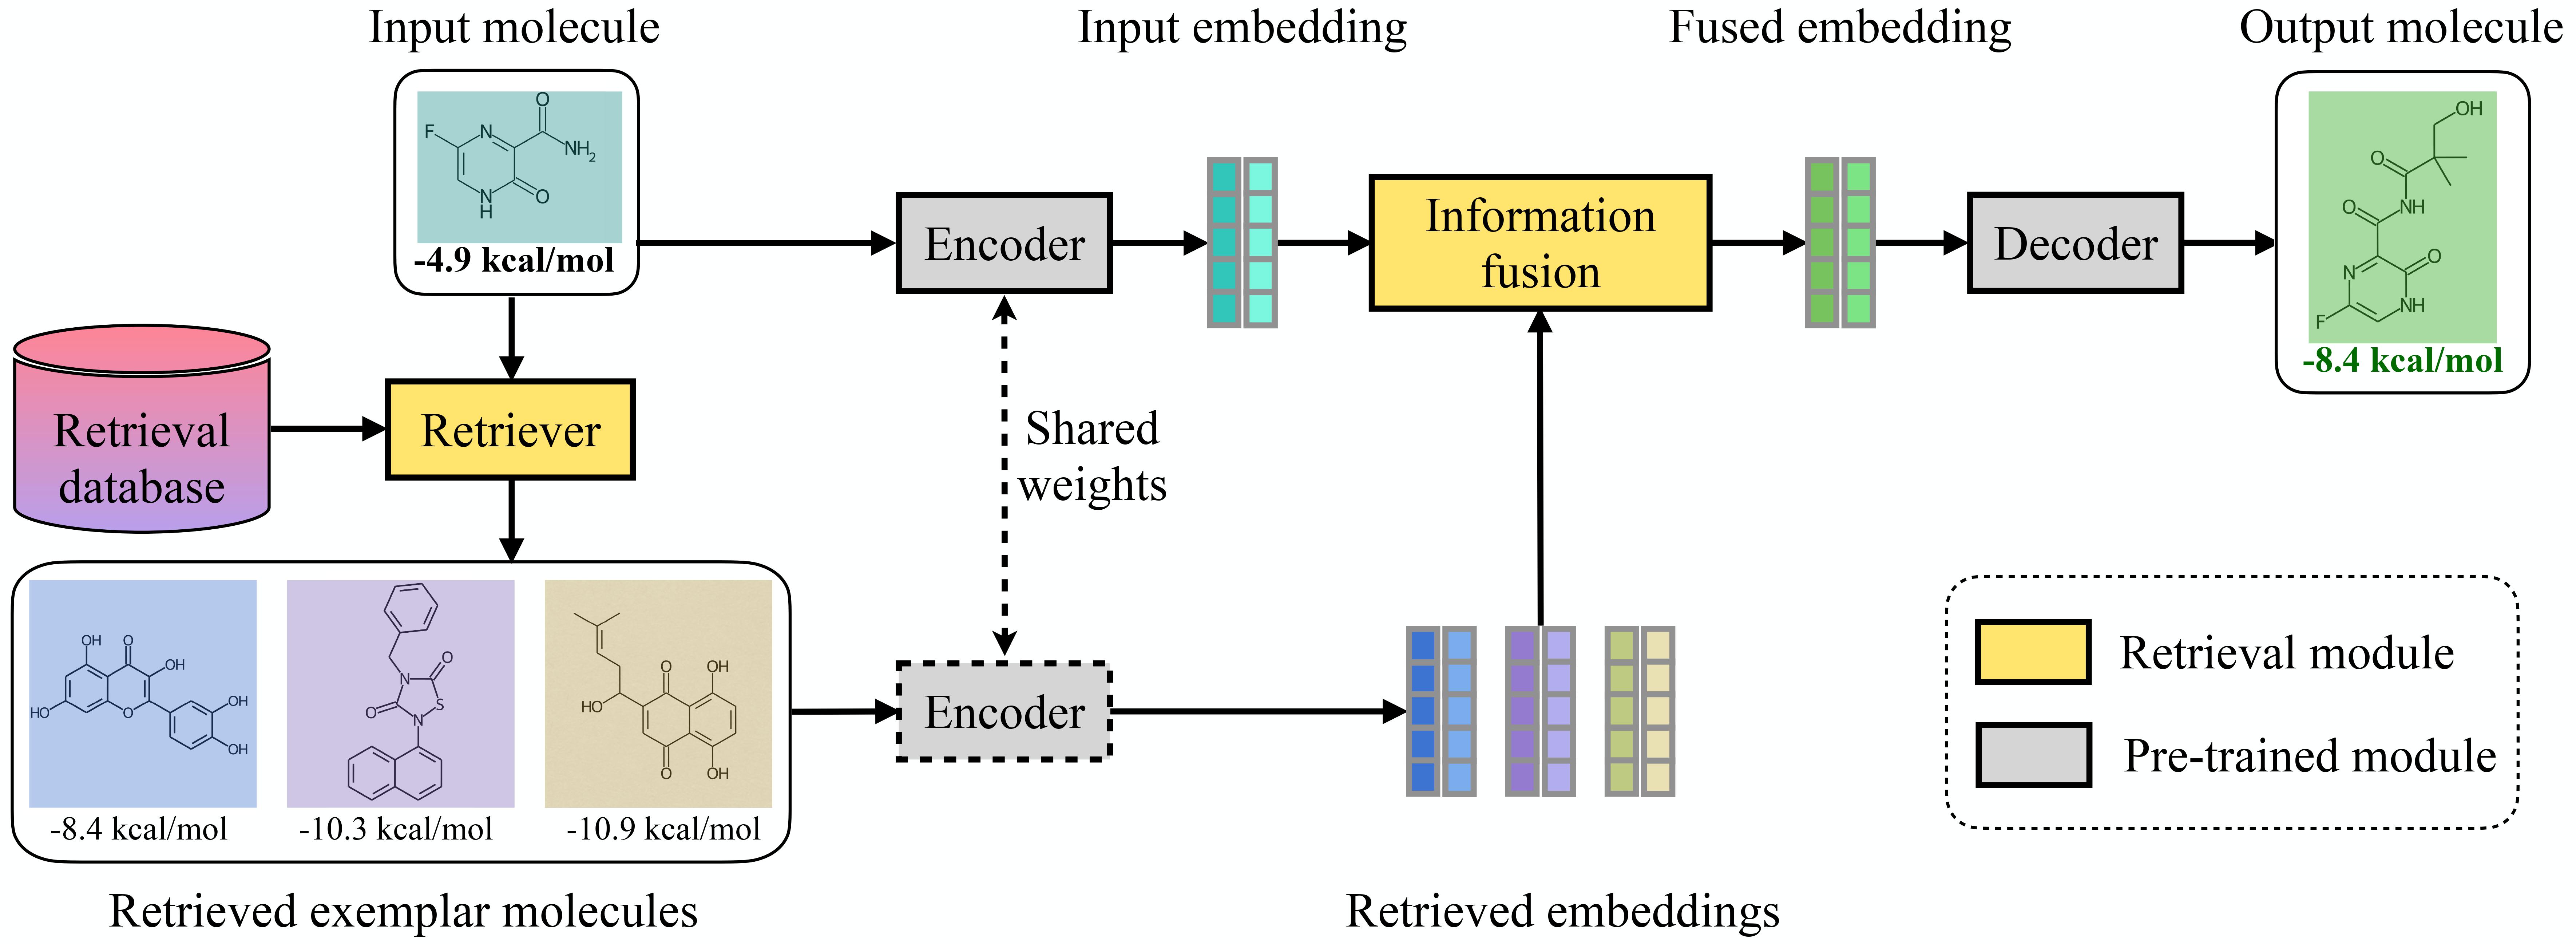 Input molecule
Input embedding
Fused embedding
Output molecule
O
F
N
NH2
N
H
O
-4.9 kcal/mol
Encoder
Information
fusion
Decoder
OH
O
O
NH
N
O
NH
F
-8.4 kcal/mol
Retrieval
database
Retriever
Shared
weights
OH
O
OH
HO
O
OH
OH
-8.4 kcal/mol
O
N
O
S
N
-10.3 kcal/mol
O
OH
HO
O
OH
-10.9 kcal/mol
Encoder
Retrieval module
Pre-trained module
Retrieved exemplar molecules
Retrieved embeddings